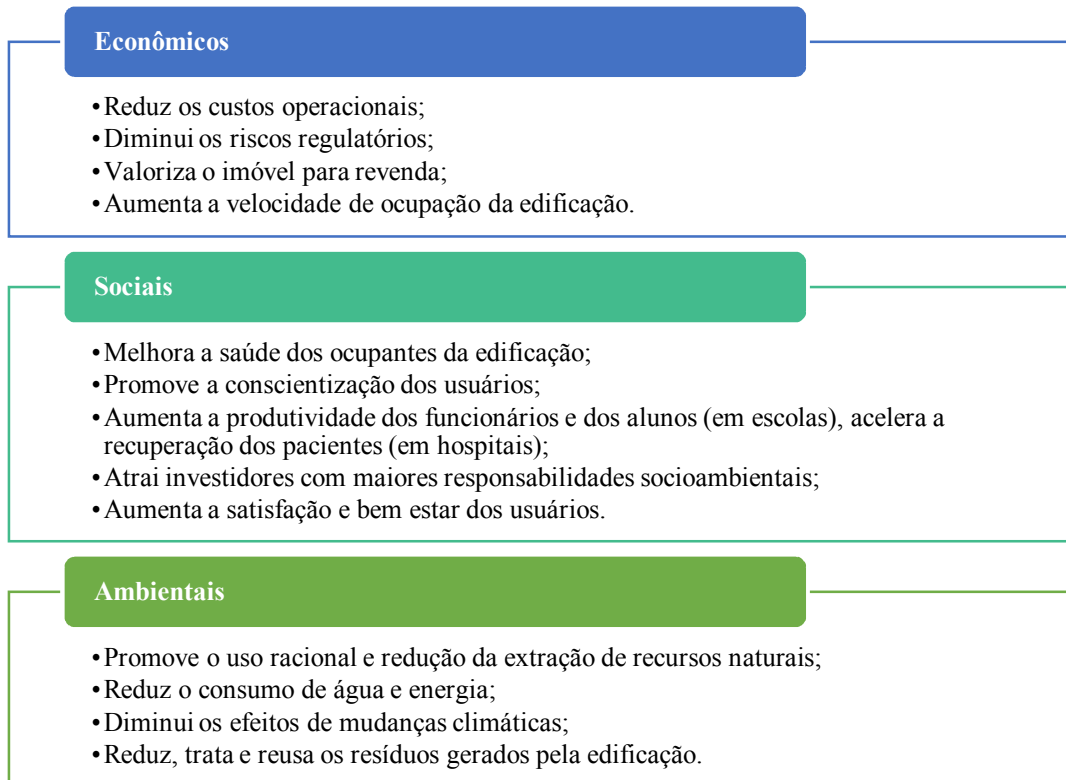 Econômicos
•Reduz os custos operacionais;
•Diminui os riscos regulatórios;
•Valoriza o imóvel para revenda;
•Aumenta a velocidade de ocupação da edificação.
Sociais
•Melhora a saúde dos ocupantes da edificação;
•Promove a conscientização dos usuários;
•Aumenta a produtividade dos funcionários e dos alunos (em escolas), acelera a
recuperação dos pacientes (em hospitais);
•Atrai investidores com maiores responsabilidades socioambientais;
•Aumenta a satisfação e bem estar dos usuários.
Ambientais
•Promove o uso racional e redução da extração de recursos naturais;
•Reduz o consumo de água e energia;
•Diminui os efeitos de mudanças climáticas;
•Reduz, trata e reusa os resíduos gerados pela edificação.